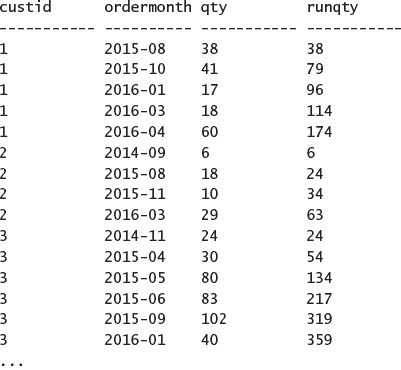 custid ordermonth qty runqty
----------- ---------- ----------- -----------
1 2015-08 38 38
1 2015-10 41 79
1 2016-01 17 96
1 2016-03 18 114
1 2016-04 60 174
2 2014-09 6 6
2 2015-08 18 24
2 2015-11 10 34
2 2016-03 29 63
3 2014-11 24 24
3 2015-04 30 54
3 2015-05 80 134
3 2015-06 83 217
3 2015-09 102 319
3 2016-01 40 359
...